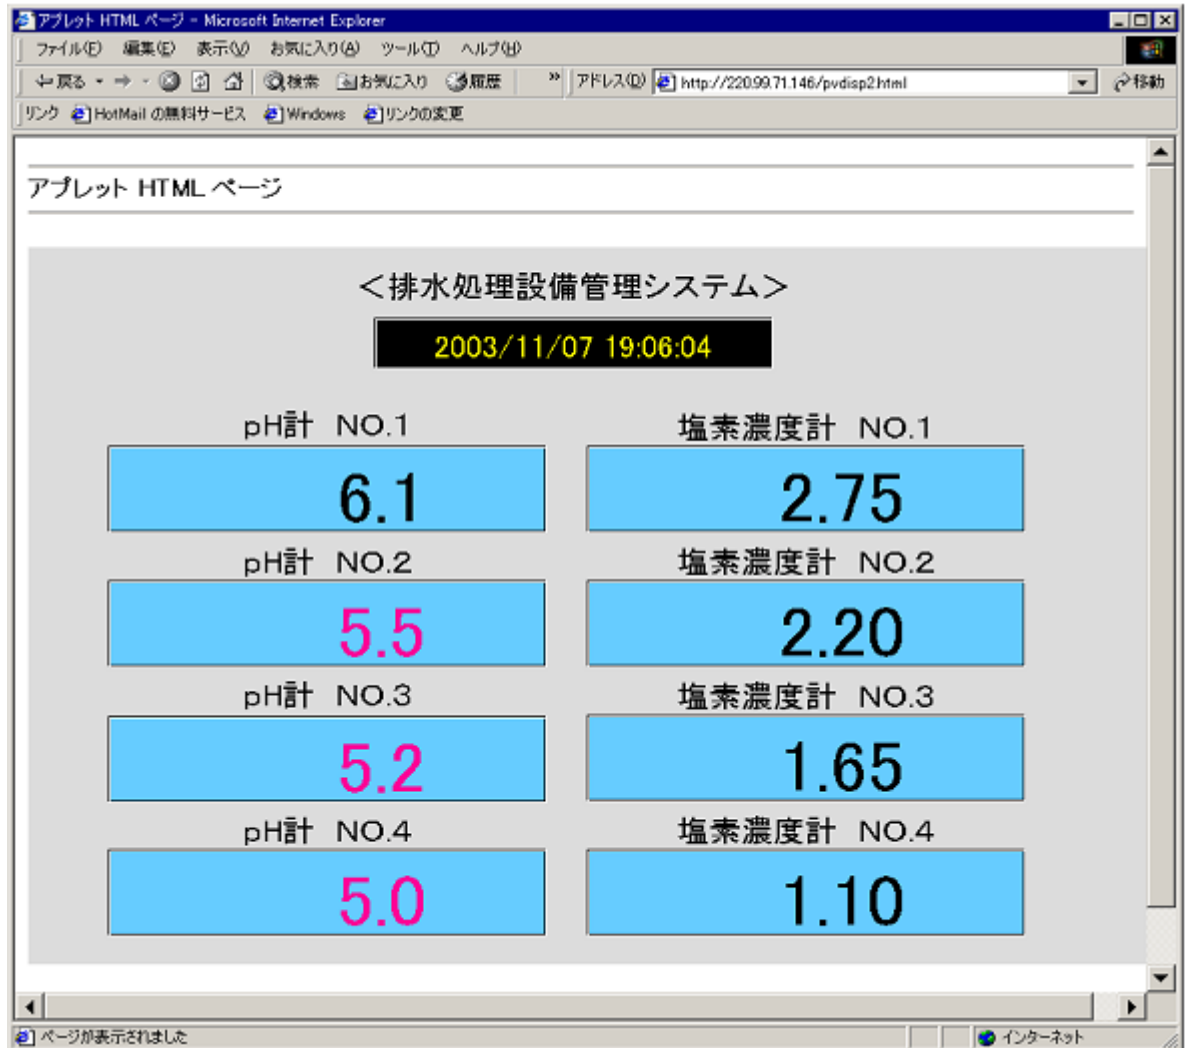 アプレット HTML ページ - Microsoft Internet Explorer
ファイル(F) 編集(E) 表示(V) お気に入り(A) ツール(T) ヘルプ(H)
戻る 検索 お気に入り 履歴 » アドレス(D) http://220.99.71.146/pvdisp2.html 移動
リンク HotMail の無料サービス Windows リンクの変更
アプレット HTML ページ
<排水処理設備管理システム>
2003/11/07 19:06:04
pH計 NO.1 塩素濃度計 NO.1
6.1 2.75
pH計 NO.2 塩素濃度計 NO.2
5.5 2.20
pH計 NO.3 塩素濃度計 NO.3
5.2 1.65
pH計 NO.4 塩素濃度計 NO.4
5.0 1.10
ページが表示されました インターネット